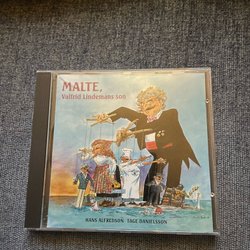 MALTE,
Valfrid Lindemans son
HANS ALFREDSON TAGE DANIELSSON